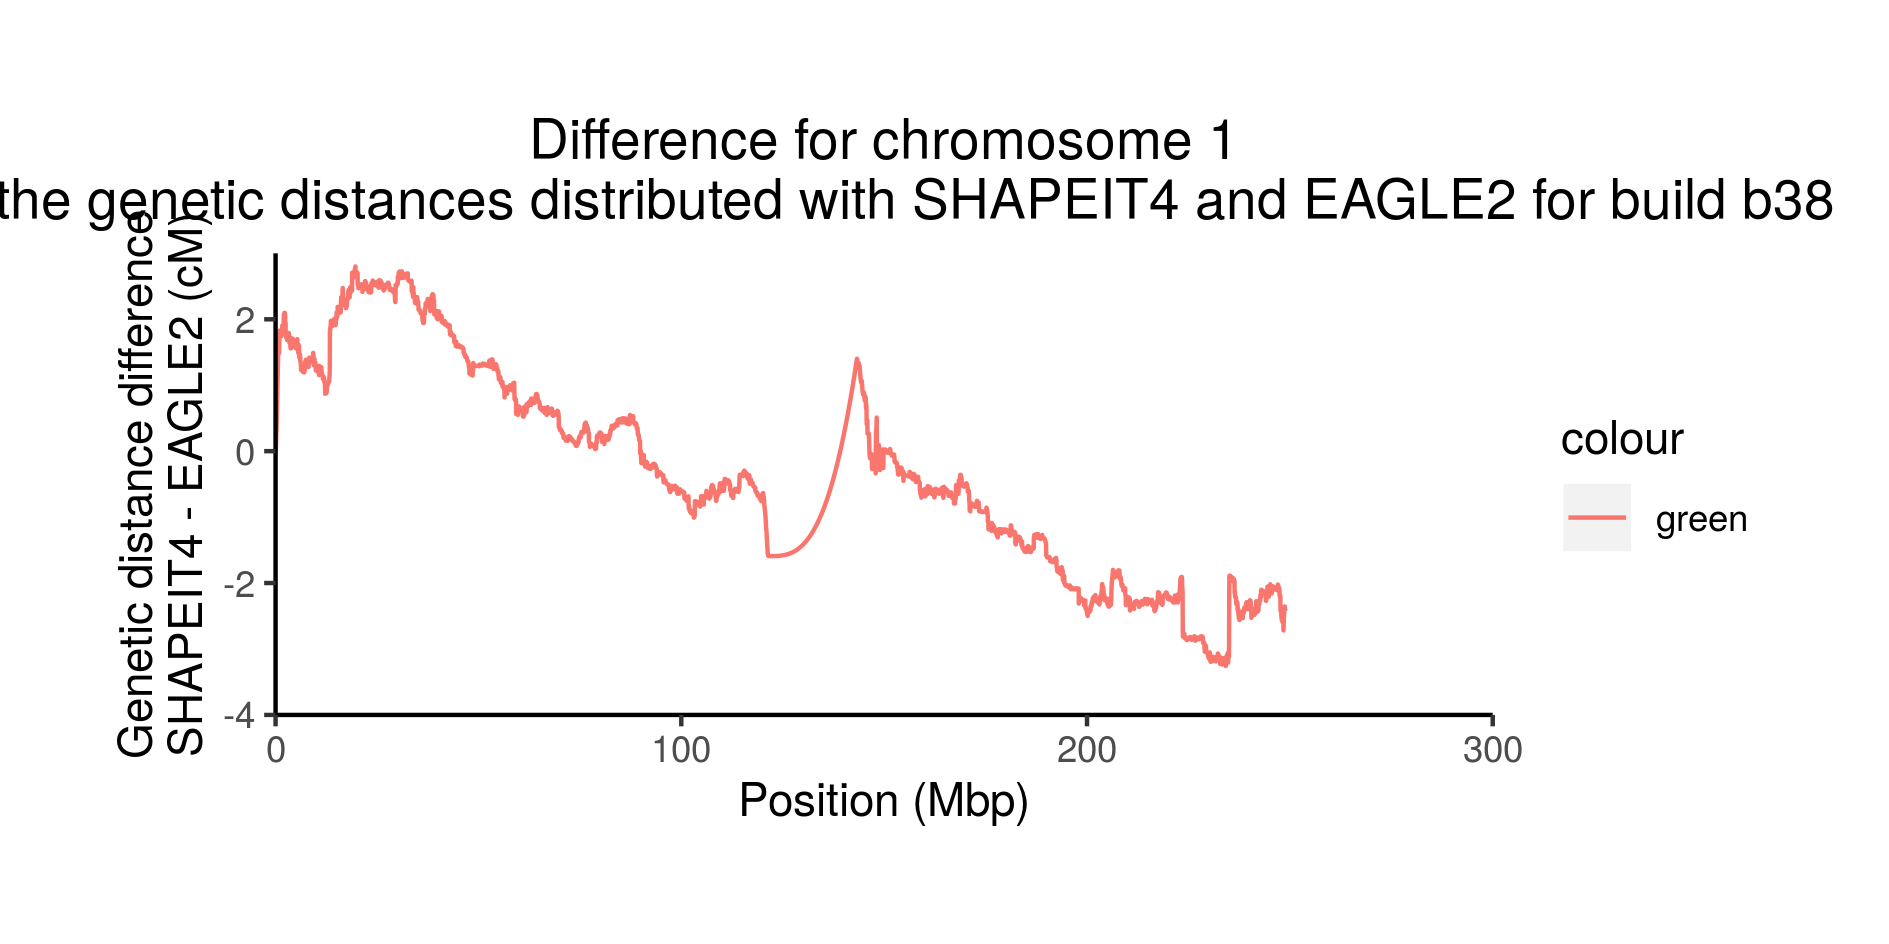 Difference for chromosome 1
the genetic distances distributed with SHAPEIT4 and EAGLE2 for build b38
Genetic distance difference
SHAPEIT4 - EAGLE2 (cM)
2
0
-2
-4
0 100 200 300
Position (Mbp)
colour
green